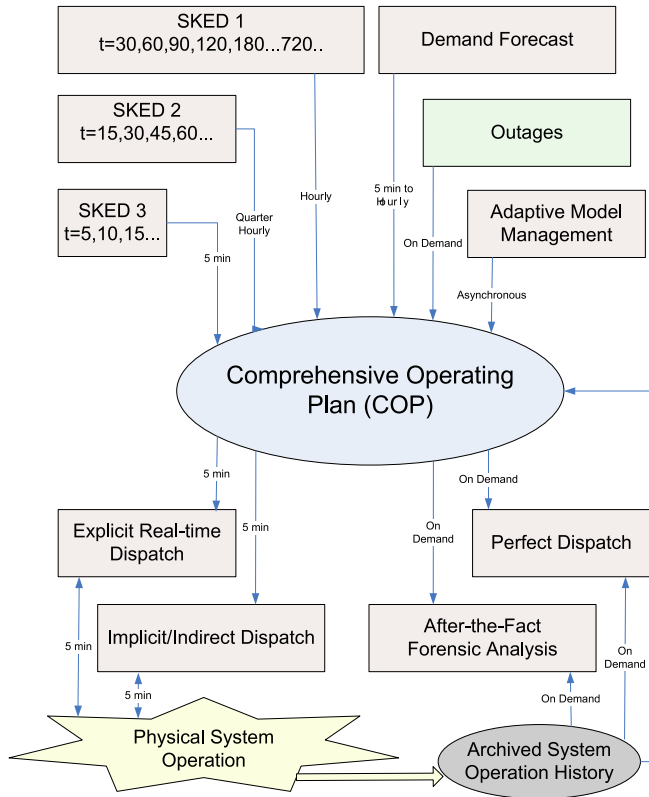 SKED 1
t=30,60,90,120,180...720..
Demand Forecast
SKED 2
t=15,30,45,60...
Outages
SKED 3
t=5,10,15...
Adaptive Model
Management
5 min
Quarter
Hourly
Hourly
5 min to
Hourly
On Demand
Asynchronous
Comprehensive Operating
Plan (COP)
5 min
5 min
On
Demand
On Demand
Explicit Real-time
Dispatch
Perfect Dispatch
Implicit/Indirect Dispatch
After-the-Fact
Forensic Analysis
5 min
5 min
On Demand
On
Demand
Physical System
Operation
Archived System
Operation History